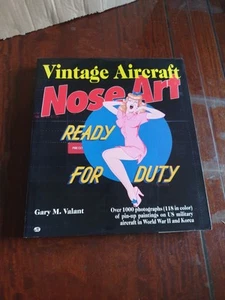 Vintage Aircraft
Nose Art
READY
FOR DUTY
Gary M. Valant
Over 1000 photographs (118 in color)
of pin-up paintings on US military
aircraft in World War II and Korea